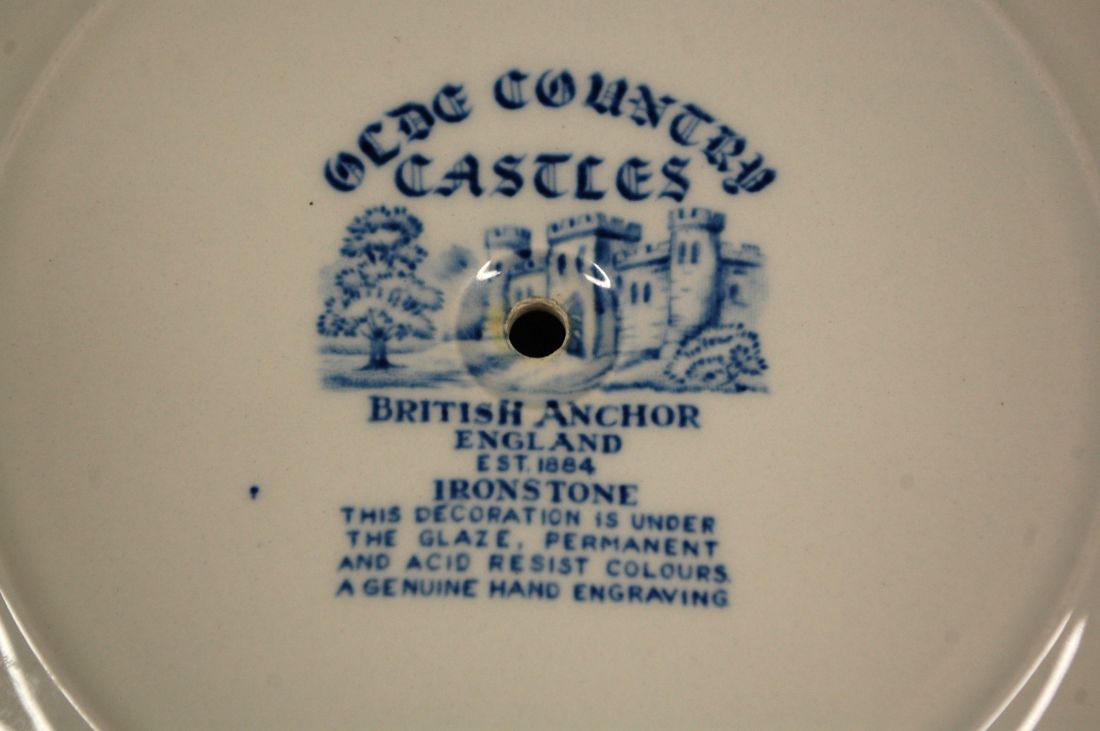 OLDE COUNTRY
CASTLES
BRITISH ANCHOR
ENGLAND
EST. 1884
IRONSTONE
THIS DECORATION IS UNDER
THE GLAZE, PERMANENT
AND ACID RESIST COLOURS.
A GENUINE HAND ENGRAVING